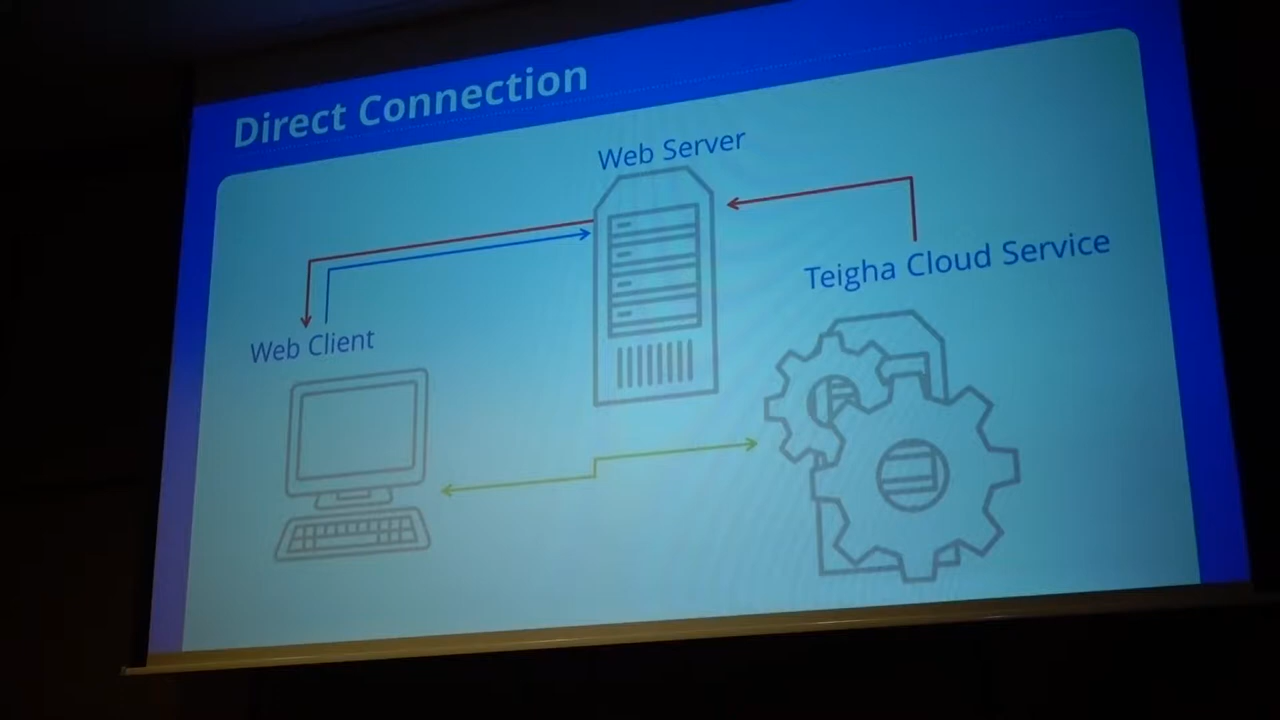 Direct Connection
Web Server
Teigha Cloud Service
Web Client